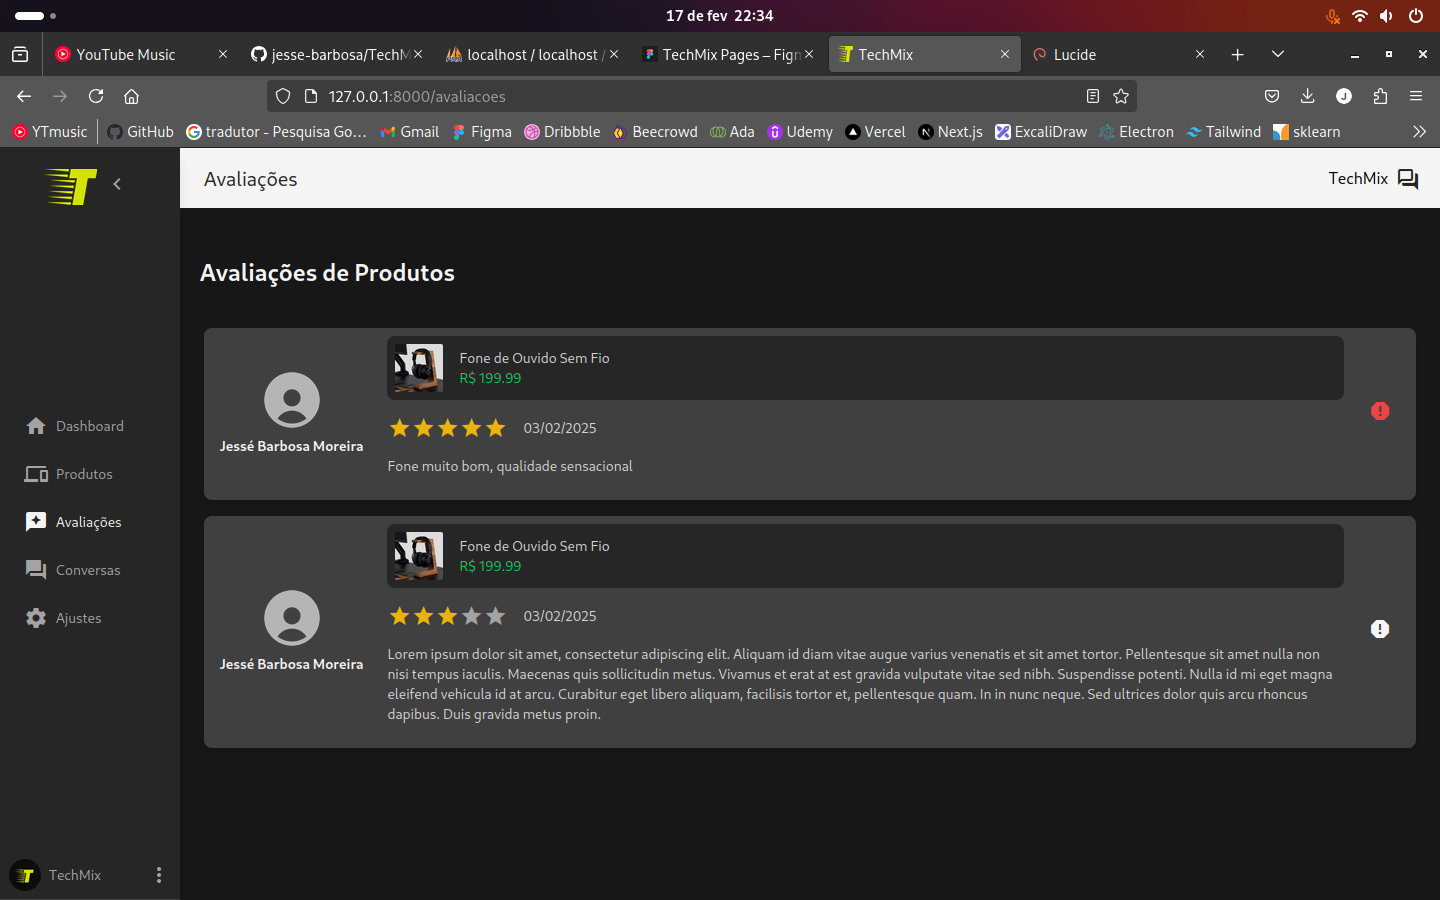 17 de fev 22:34
YouTube Music
jesse-barbosa/TechM
localhost / localhost /
TechMix Pages – Figm
TechMix
Lucide
127.0.0.1:8000/avaliacoes
YTmusic
GitHub
tradutor - Pesquisa Go...
Gmail
Figma
Dribbble
Beecrowd
Ada
Udemy
Vercel
Next.js
ExcaliDraw
Electron
Tailwind
sklearn
T
Avaliações
TechMix
Avaliações de Produtos
Fone de Ouvido Sem Fio
R$ 199.99
03/02/2025
Jessé Barbosa Moreira
Fone muito bom, qualidade sensacional
Dashboard
Produtos
Avaliações
Conversas
Ajustes
Fone de Ouvido Sem Fio
R$ 199.99
03/02/2025
Jessé Barbosa Moreira
Lorem ipsum dolor sit amet, consectetur adipiscing elit. Aliquam id diam vitae augue varius venenatis et sit amet tortor. Pellentesque sit amet nulla non
nisi tempus iaculis. Maecenas quis sollicitudin metus. Vivamus et erat at est gravida vulputate vitae sed nibh. Suspendisse potenti. Nulla id mi eget magna
eleifend vehicula id at arcu. Curabitur eget libero aliquam, facilisis tortor et, pellentesque quam. In in nunc neque. Sed ultrices dolor quis arcu rhoncus
dapibus. Duis gravida metus proin.
TechMix